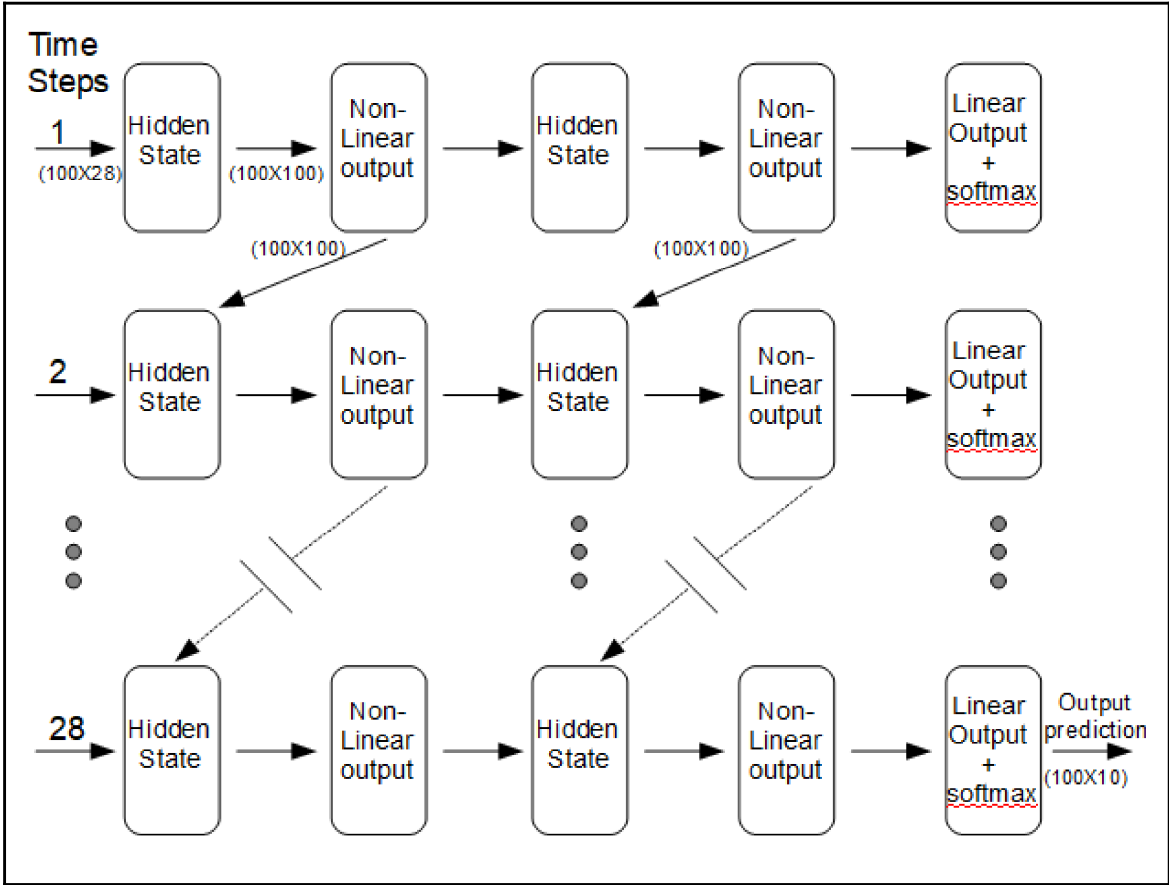 Time
Steps
1
(100X28)
Hidden
State
(100X100)
Non-
Linear
output
Hidden
State
Non-
Linear
output
Linear
Output
+
softmax
(100X100)
(100X100)
2
Hidden
State
Non-
Linear
output
Hidden
State
Non-
Linear
output
Linear
Output
+
softmax
28
Hidden
State
Non-
Linear
output
Hidden
State
Non-
Linear
output
Linear
Output
+
softmax
Output
prediction
(100X10)